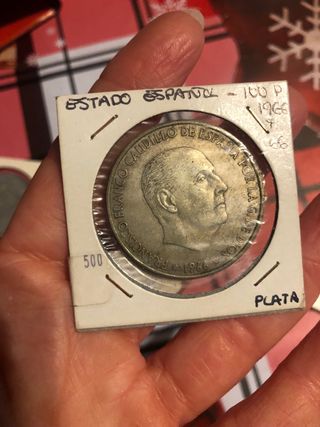 ESTADO ESPAÑOL - 100 P
1966
*
66
FRANCISCO FRANCO CAUDILLO DE ESPAÑA POR LA G. DE DIOS
1966
500
PLATA